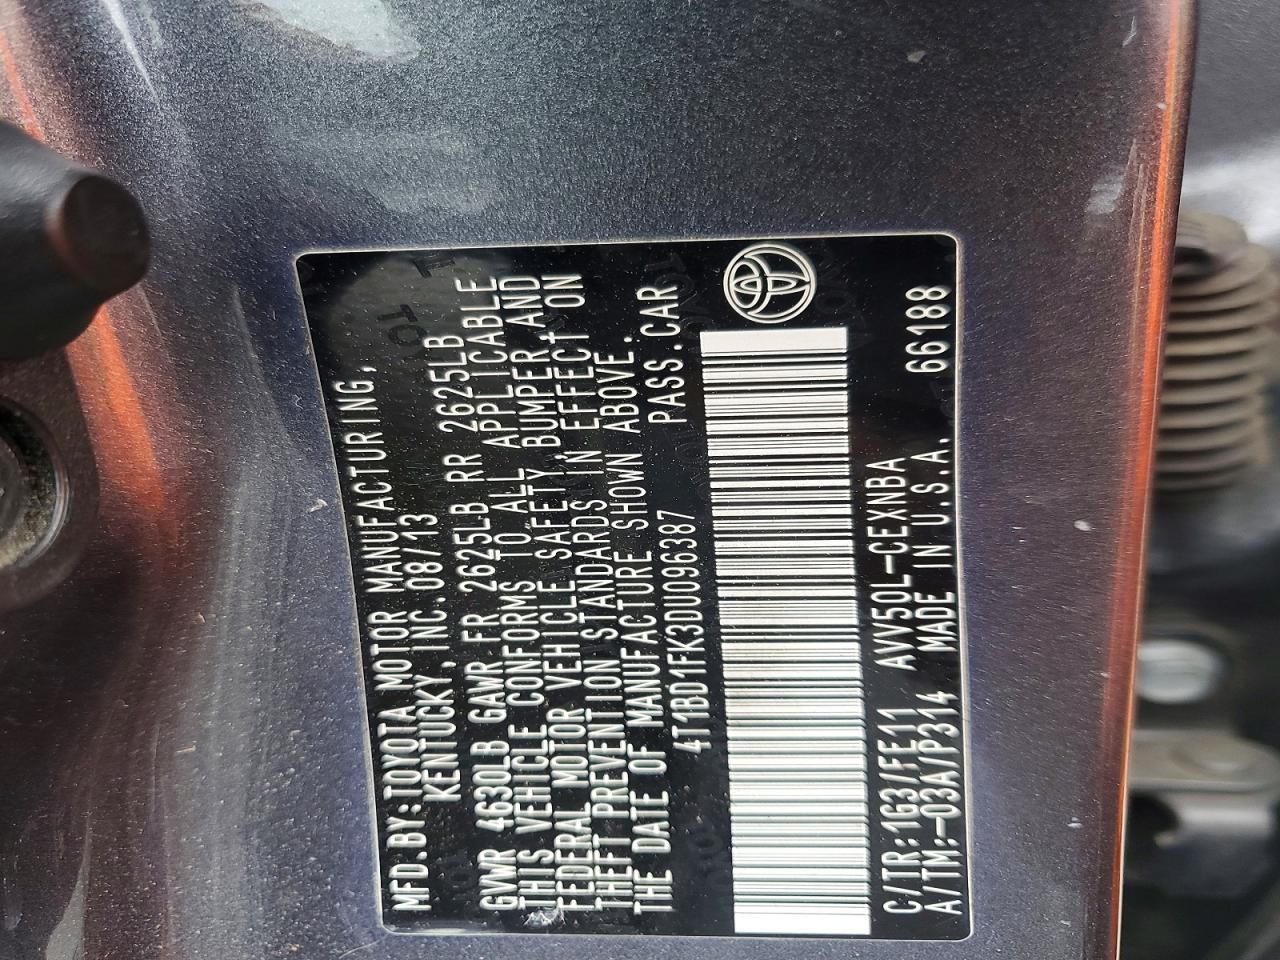 MFD.BY:TOYOTA MOTOR MANUFACTURING,
KENTUCKY, INC.08/13
GVWR 4630LB GAWR FR 2625LB RR 2625LB
THIS VEHICLE CONFORMS TO ALL APPLICABLE
FEDERAL MOTOR VEHICLE SAFETY,BUMPER,AND
THEFT PREVENTION STANDARDS IN EFFECT ON
THE DATE OF MANUFACTURE SHOWN ABOVE.
4T1BD1FK3DU096387 PASS.CAR
C/TR:1G3/FE11 AVV50L-CEXNBA 66188
A/TM:-03A/P314 MADE IN U.S.A.